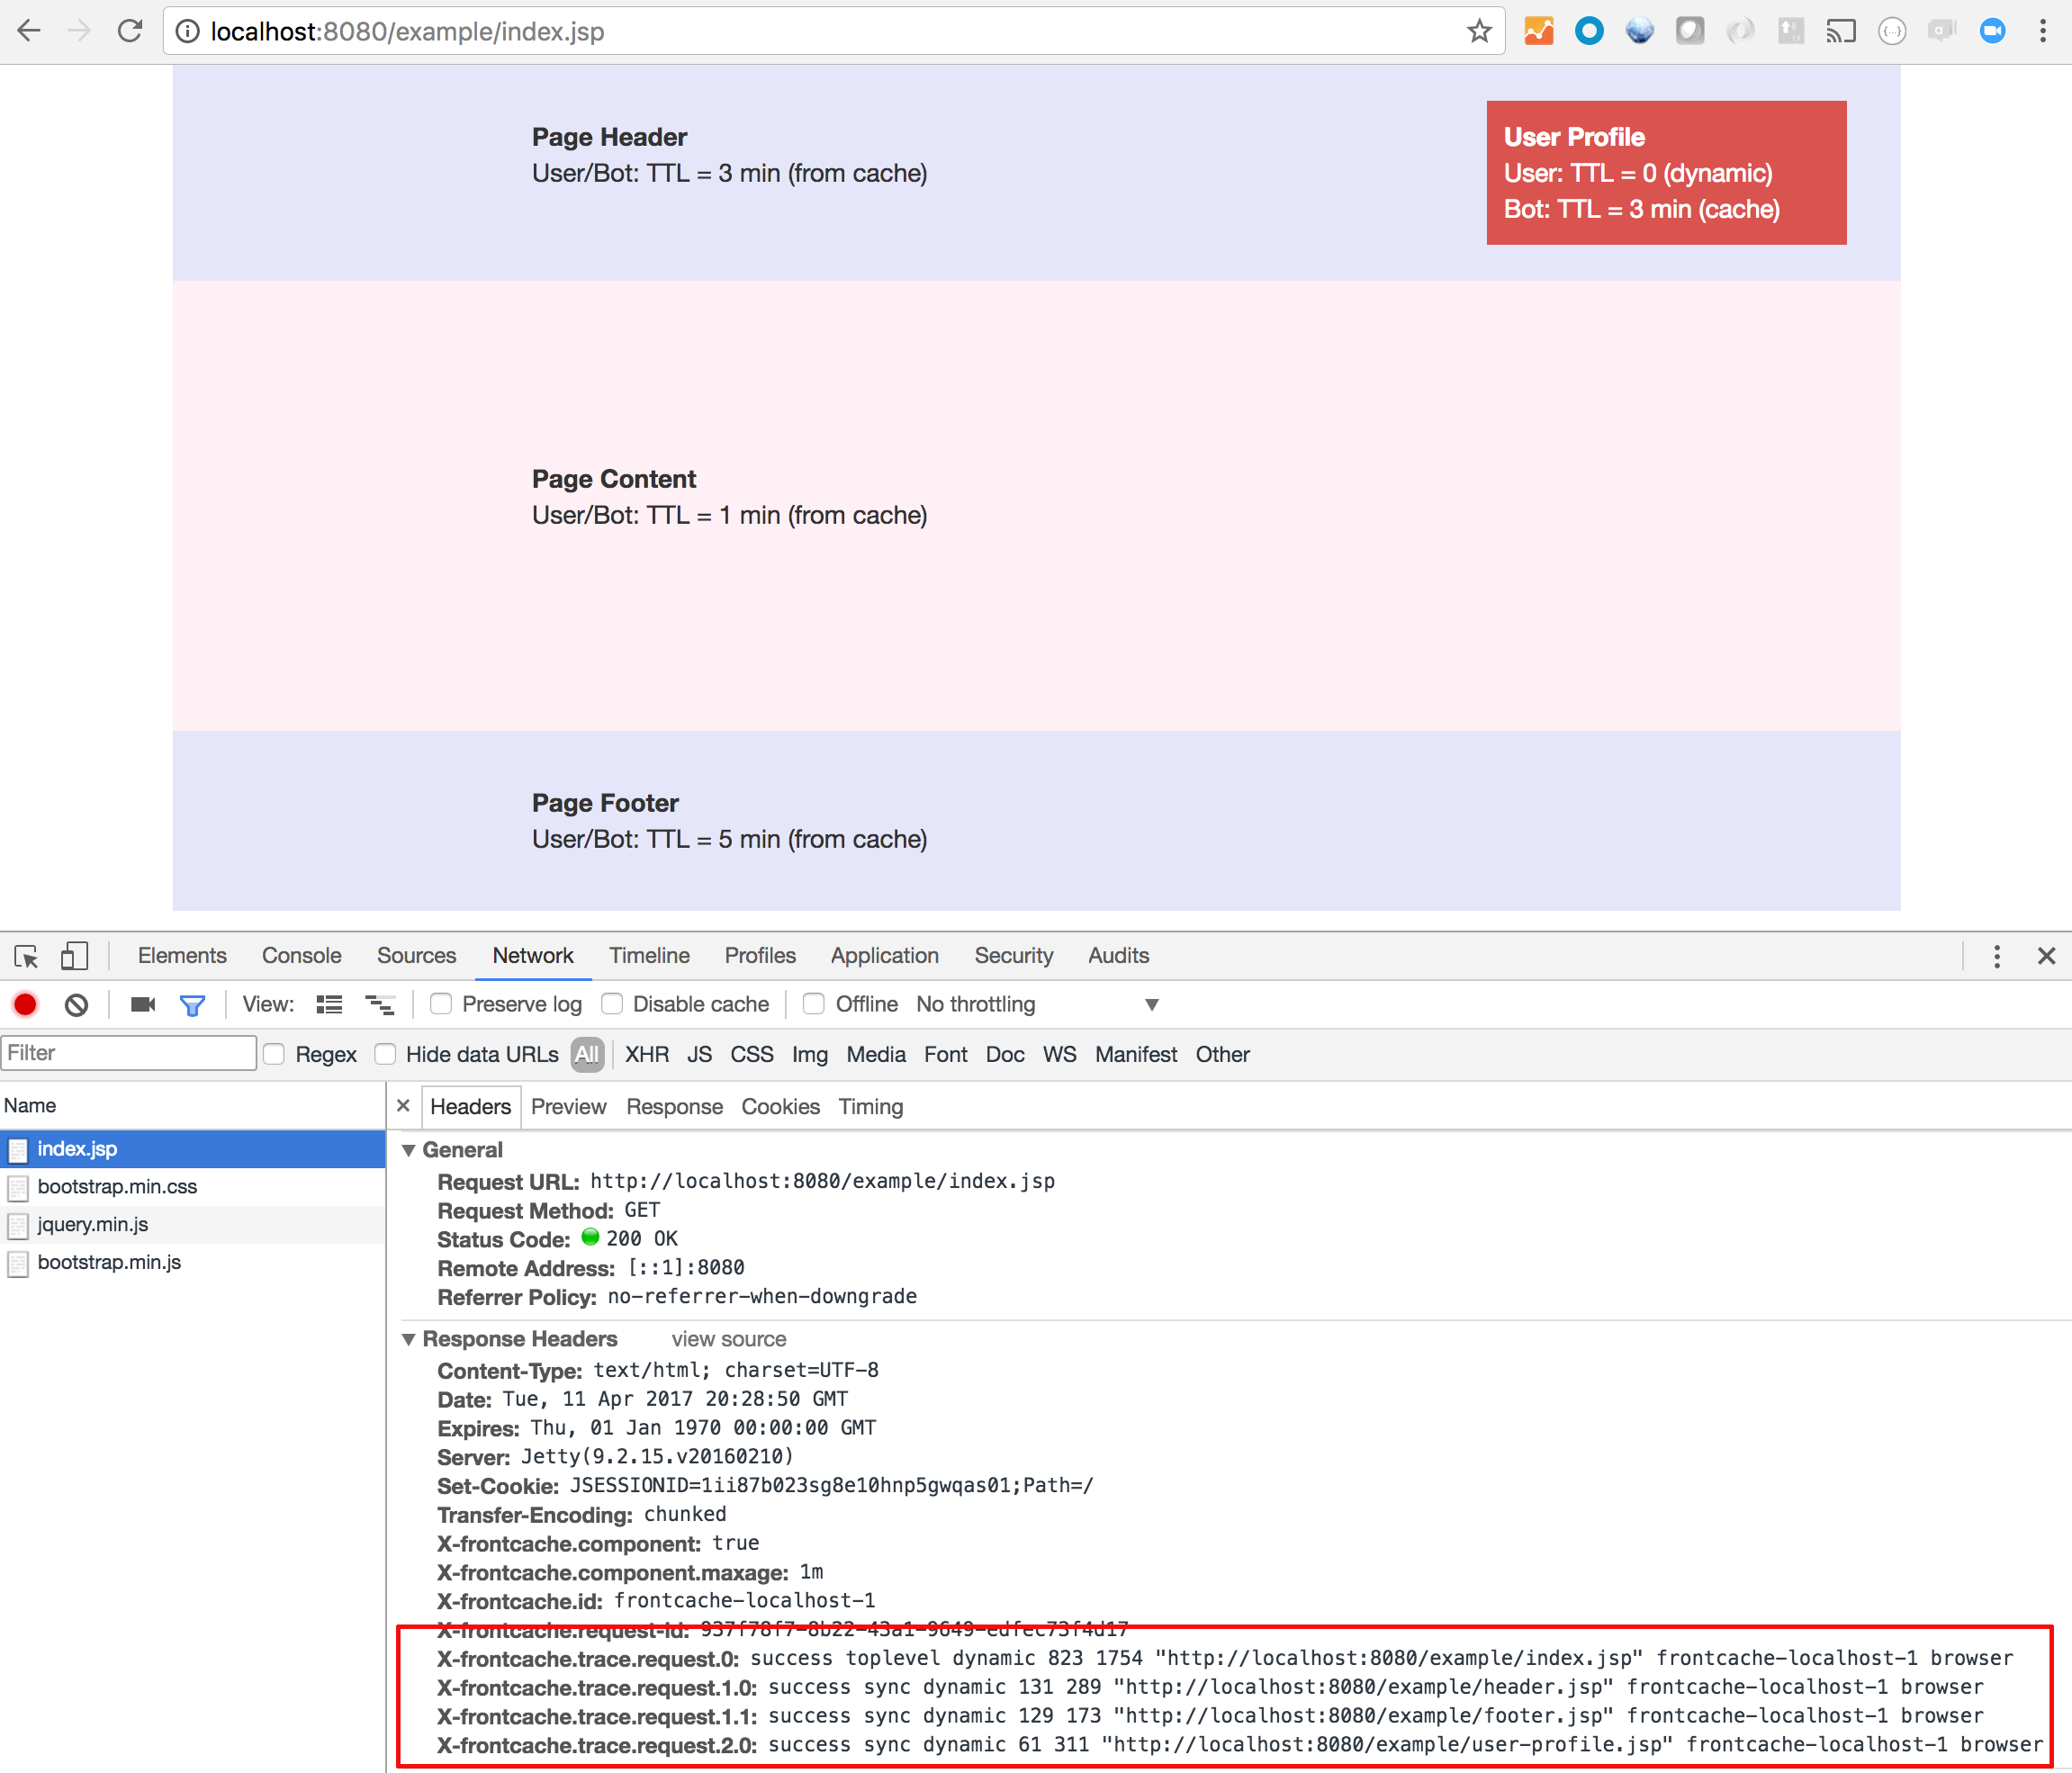 localhost:8080/example/index.jsp
Page Header
User/Bot: TTL = 3 min (from cache)
User Profile
User: TTL = 0 (dynamic)
Bot: TTL = 3 min (cache)
Page Content
User/Bot: TTL = 1 min (from cache)
Page Footer
User/Bot: TTL = 5 min (from cache)
Elements Console Sources Network Timeline Profiles Application Security Audits
View: Preserve log Disable cache Offline No throttling
Filter Regex Hide data URLs All XHR JS CSS Img Media Font Doc WS Manifest Other
Name
index.jsp
bootstrap.min.css
jquery.min.js
bootstrap.min.js
Headers Preview Response Cookies Timing
General
Request URL: http://localhost:8080/example/index.jsp
Request Method: GET
Status Code: 200 OK
Remote Address: [::1]:8080
Referrer Policy: no-referrer-when-downgrade
Response Headers view source
Content-Type: text/html; charset=UTF-8
Date: Tue, 11 Apr 2017 20:28:50 GMT
Expires: Thu, 01 Jan 1970 00:00:00 GMT
Server: Jetty(9.2.15.v20160210)
Set-Cookie: JSESSIONID=1ii87b023sg8e10hnp5gwqas01;Path=/
Transfer-Encoding: chunked
X-frontcache.component: true
X-frontcache.component.maxage: 1m
X-frontcache.id: frontcache-localhost-1
X-frontcache.request-id: 937f78f7-8b22-43a1-9649-edfec73f4d17
X-frontcache.trace.request.0: success toplevel dynamic 823 1754 "http://localhost:8080/example/index.jsp" frontcache-localhost-1 browser
X-frontcache.trace.request.1.0: success sync dynamic 131 289 "http://localhost:8080/example/header.jsp" frontcache-localhost-1 browser
X-frontcache.trace.request.1.1: success sync dynamic 129 173 "http://localhost:8080/example/footer.jsp" frontcache-localhost-1 browser
X-frontcache.trace.request.2.0: success sync dynamic 61 311 "http://localhost:8080/example/user-profile.jsp" frontcache-localhost-1 browser